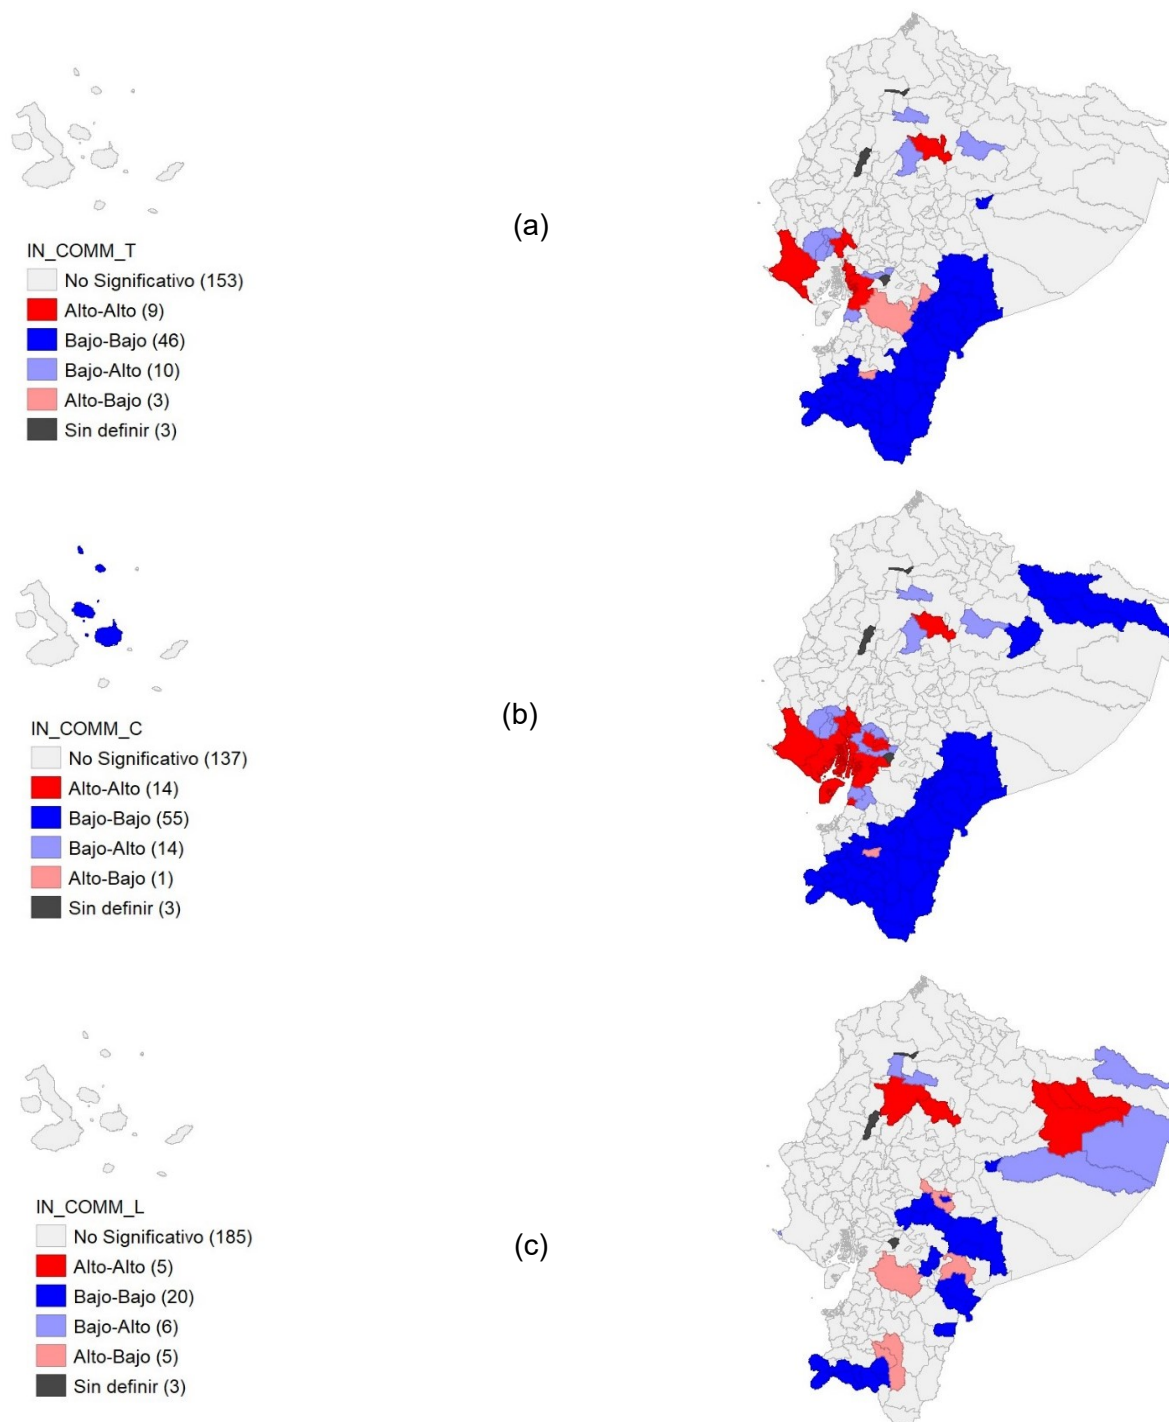 (a)
IN_COMM_T
No Significativo (153)
Alto-Alto (9)
Bajo-Bajo (46)
Bajo-Alto (10)
Alto-Bajo (3)
Sin definir (3)
(b)
IN_COMM_C
No Significativo (137)
Alto-Alto (14)
Bajo-Bajo (55)
Bajo-Alto (14)
Alto-Bajo (1)
Sin definir (3)
(c)
IN_COMM_L
No Significativo (185)
Alto-Alto (5)
Bajo-Bajo (20)
Bajo-Alto (6)
Alto-Bajo (5)
Sin definir (3)